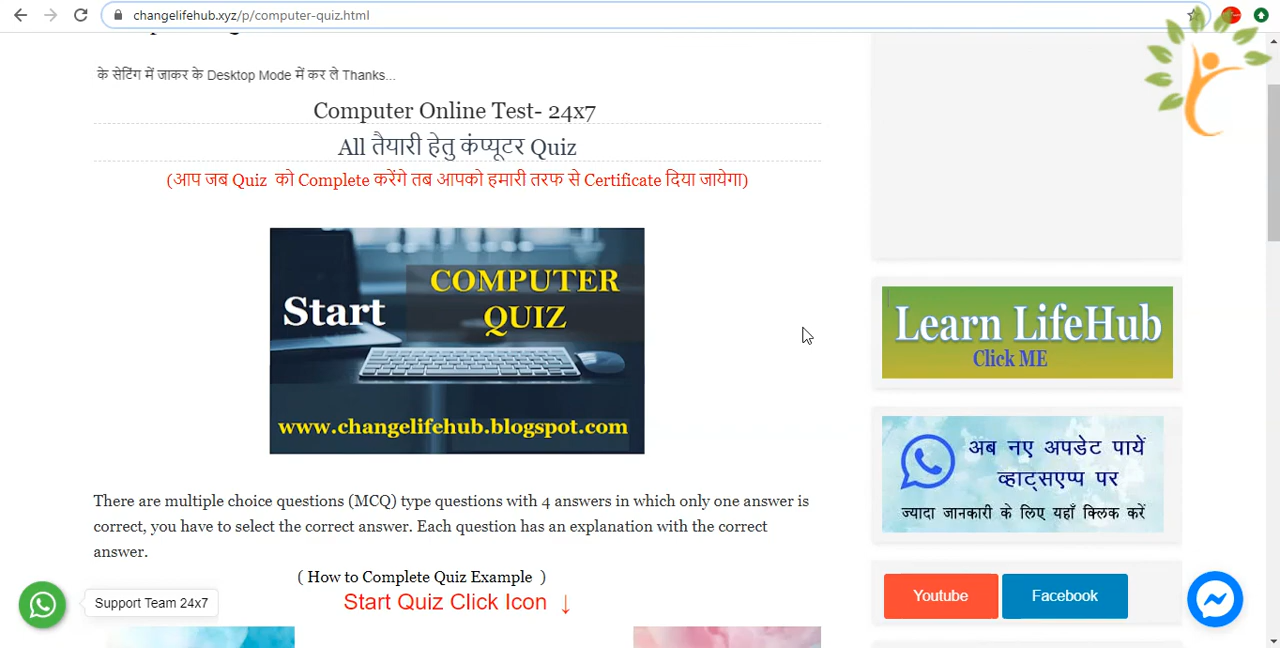 changelifehub.xyz/p/computer-quiz.html
के सेटिंग में जाकर के Desktop Mode में कर ले Thanks...
Computer Online Test- 24x7
All तैयारी हेतु कंप्यूटर Quiz
(आप जब Quiz को Complete करेंगे तब आपको हमारी तरफ से Certificate दिया जायेगा)
Start
COMPUTER
QUIZ
www.changelifehub.blogspot.com
There are multiple choice questions (MCQ) type questions with 4 answers in which only one answer is
correct, you have to select the correct answer. Each question has an explanation with the correct
answer.
( How to Complete Quiz Example )
Start Quiz Click Icon ↓
Support Team 24x7
Learn LifeHub
Click ME
अब नए अपडेट पायें
व्हाट्सएप्प पर
ज्यादा जानकारी के लिए यहाँ क्लिक करें
Youtube
Facebook